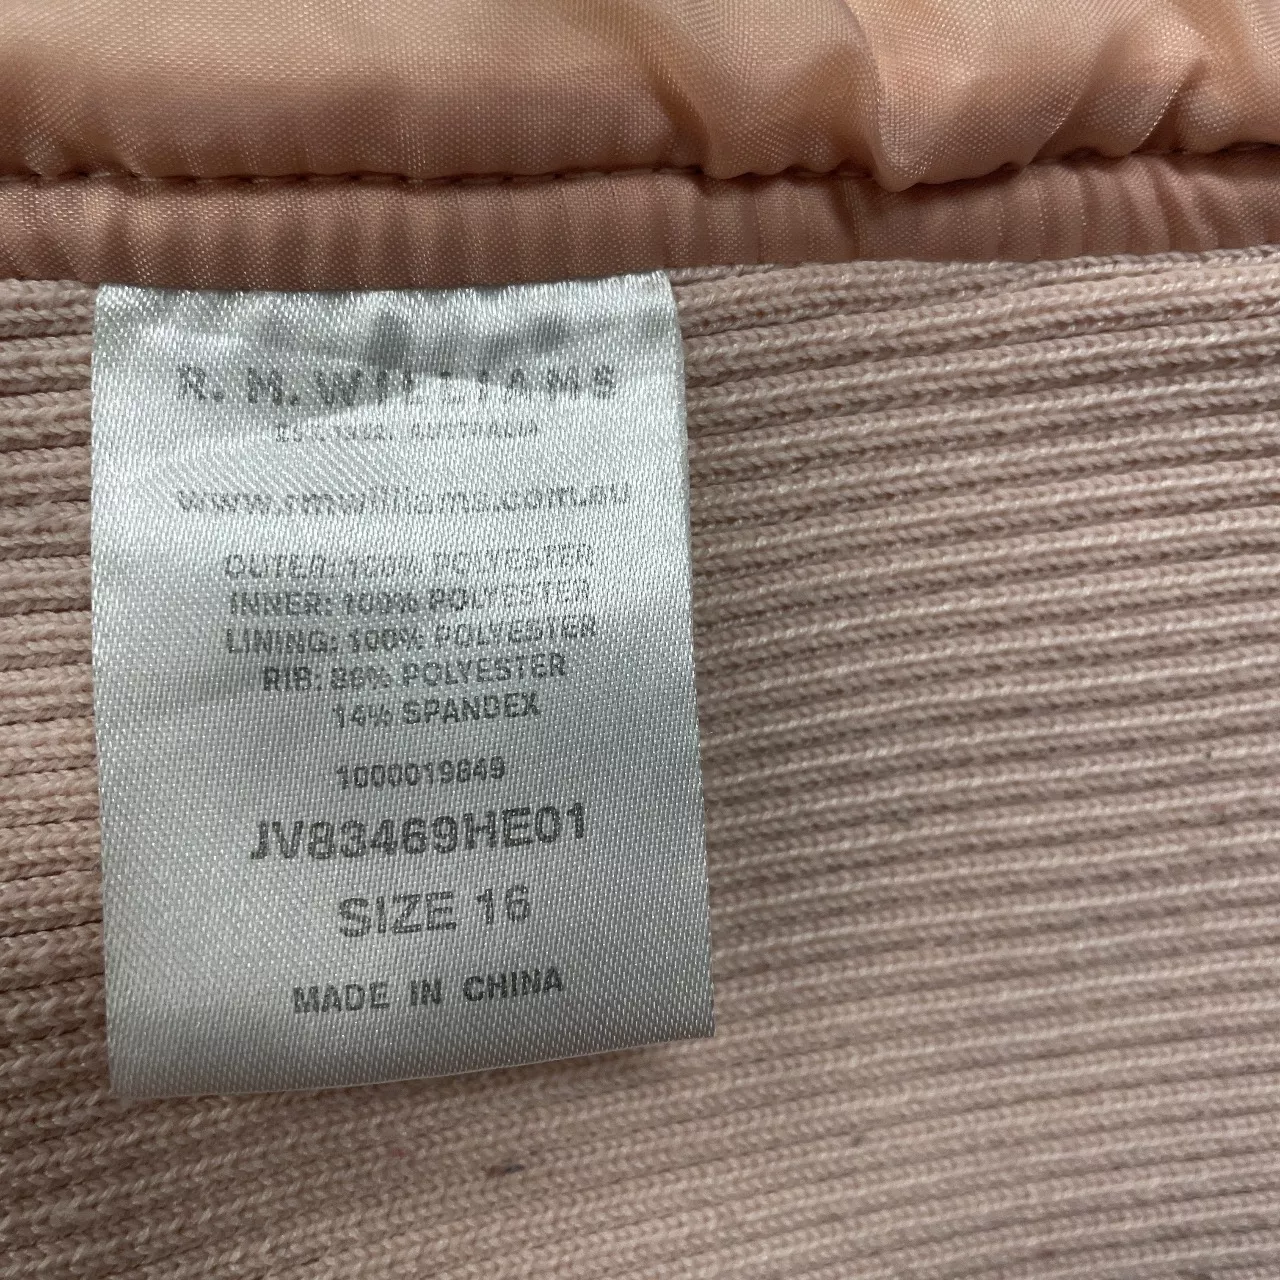 R. M. WILLIAMS
EST. 1932. AUSTRALIA
www.rmwilliams.com.au
OUTER: 100% POLYESTER
INNER: 100% POLYESTER
LINING: 100% POLYESTER
RIB: 86% POLYESTER
14% SPANDEX
1000019849
JV83469HE01
SIZE 16
MADE IN CHINA